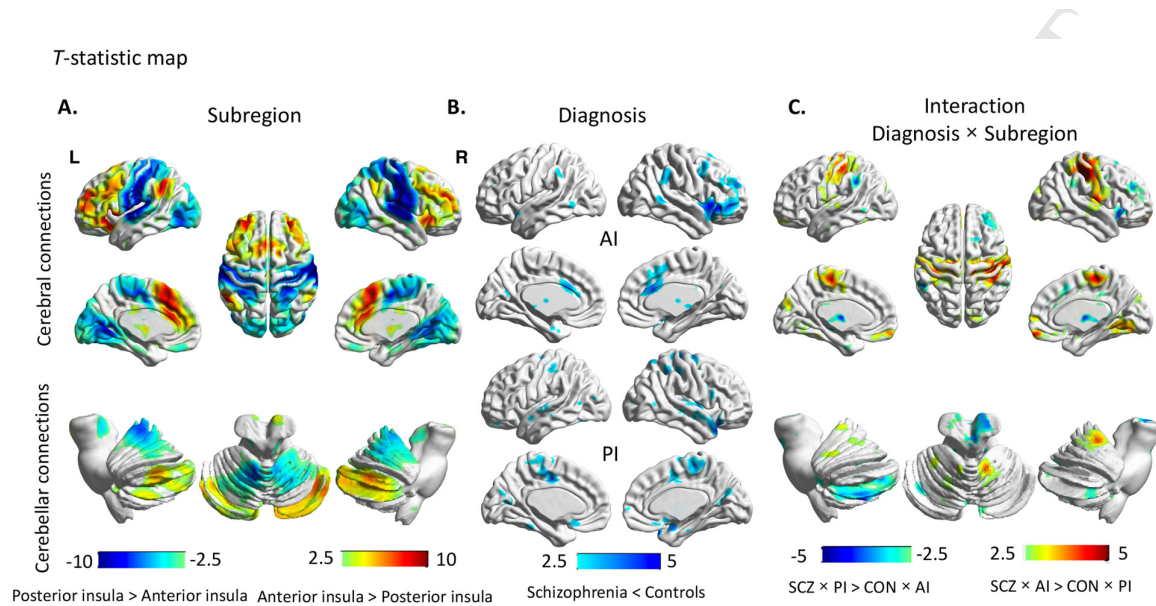 T-statistic map
A.
Subregion
B.
Diagnosis
C.
Interaction
Diagnosis × Subregion
L
R
Cerebral connections
AI
PI
Cerebellar connections
-10
-2.5
2.5
10
Posterior insula > Anterior insula
Anterior insula > Posterior insula
2.5
5
Schizophrenia < Controls
-5
-2.5
2.5
5
SCZ × PI > CON × AI
SCZ × AI > CON × PI